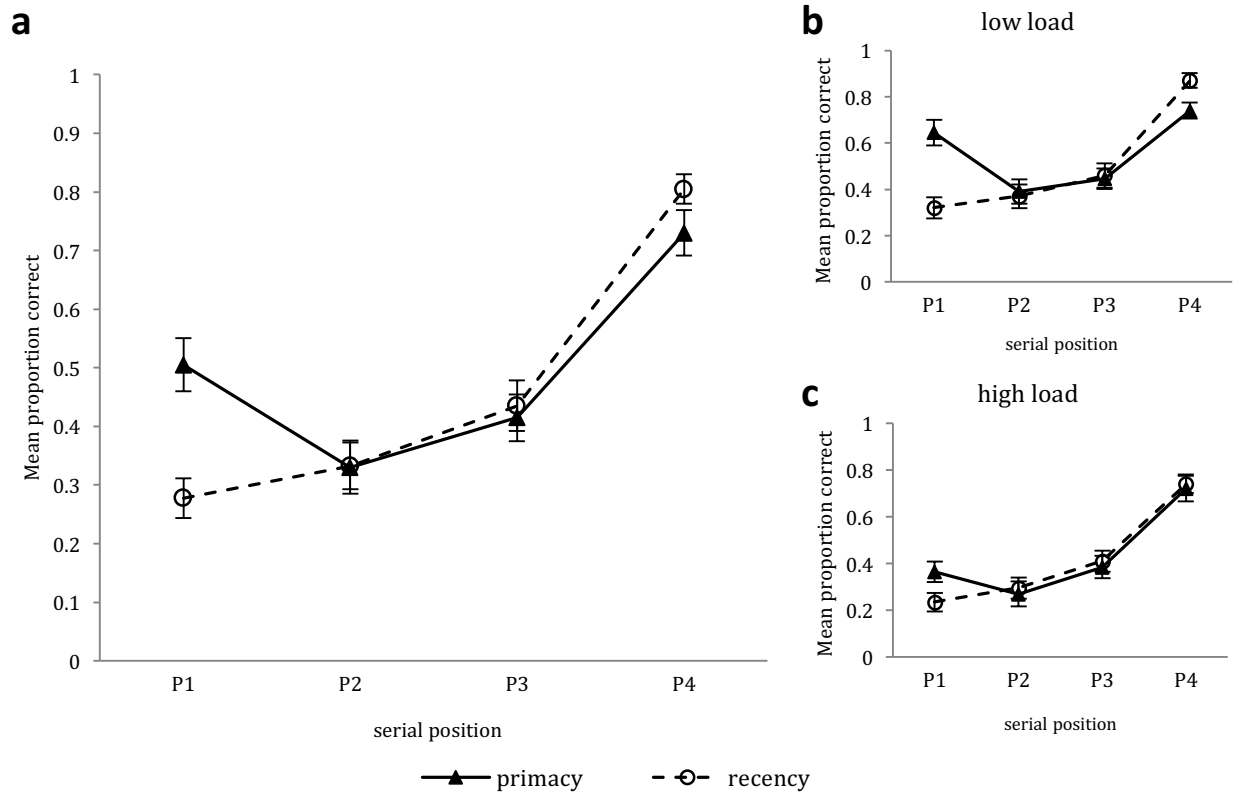 a
Mean proportion correct
1
0.9
0.8
0.7
0.6
0.5
0.4
0.3
0.2
0.1
0
P1 P2 P3 P4
serial position
b
low load
Mean proportion correct
1
0.8
0.6
0.4
0.2
0
P1 P2 P3 P4
serial position
c
high load
Mean proportion correct
1
0.8
0.6
0.4
0.2
0
P1 P2 P3 P4
serial position
primacy recency